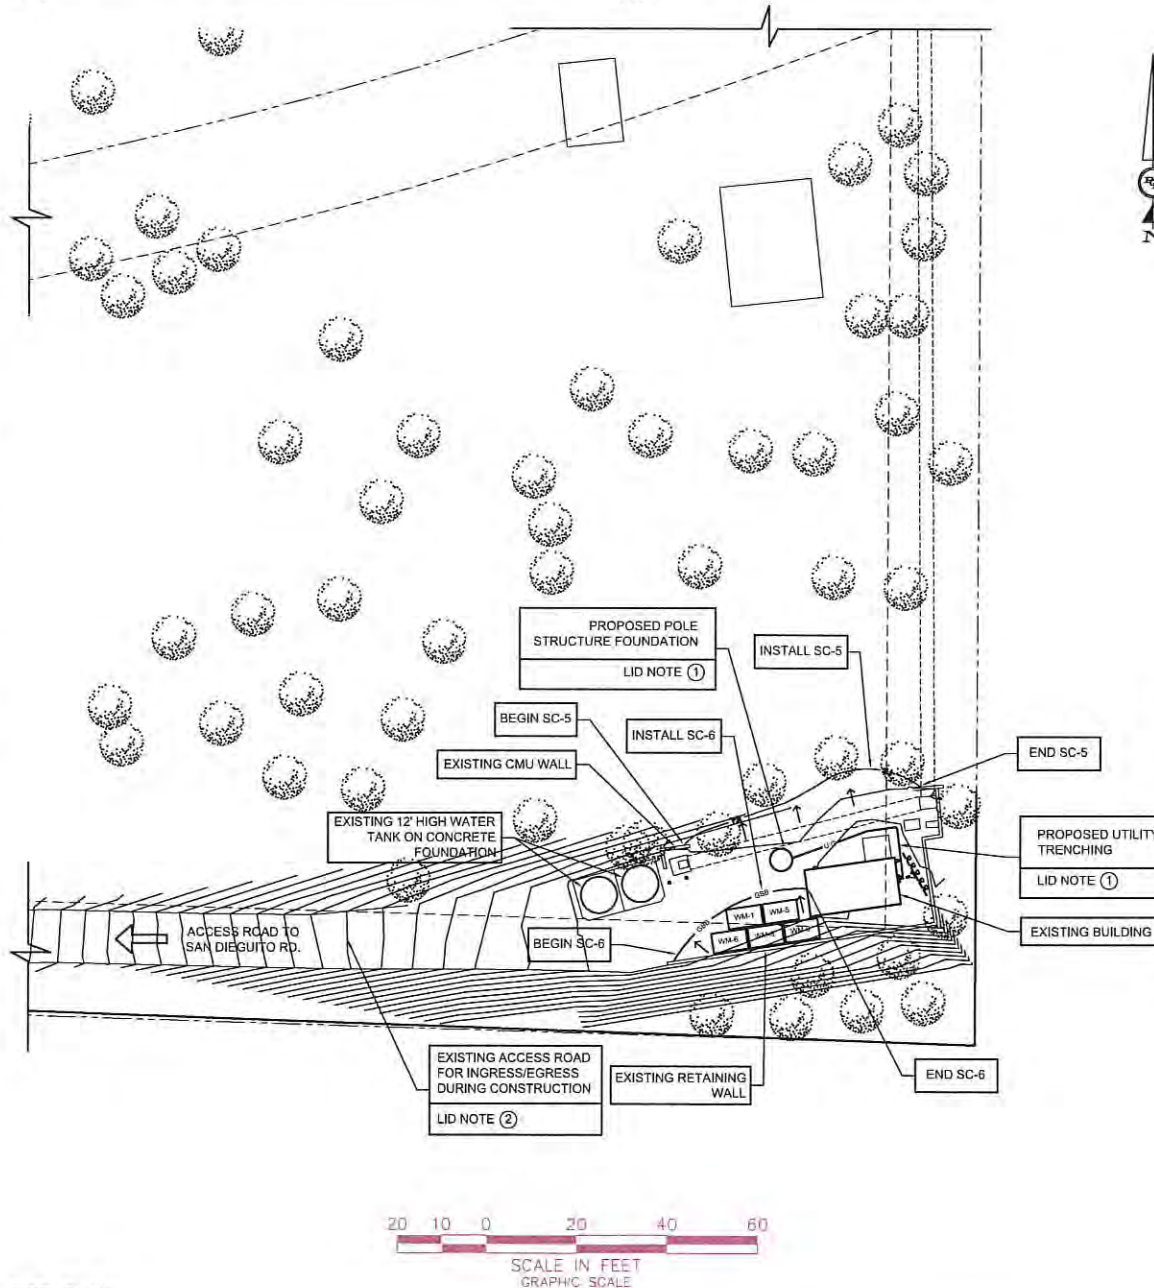 PROPOSED POLE
STRUCTURE FOUNDATION
LID NOTE 1
INSTALL SC-5
BEGIN SC-5
INSTALL SC-6
END SC-5
EXISTING CMU WALL
EXISTING 12' HIGH WATER
TANK ON CONCRETE
FOUNDATION
PROPOSED UTILITY
TRENCHING
LID NOTE 1
GSB
GSB
WM-1
WM-5
WM-6
ACCESS ROAD TO
SAN DIEGUITO RD.
BEGIN SC-6
EXISTING BUILDING
EXISTING ACCESS ROAD
FOR INGRESS/EGRESS
DURING CONSTRUCTION
LID NOTE 2
EXISTING RETAINING
WALL
END SC-6
20 10 0 20 40 60
SCALE IN FEET
GRAPHIC SCALE